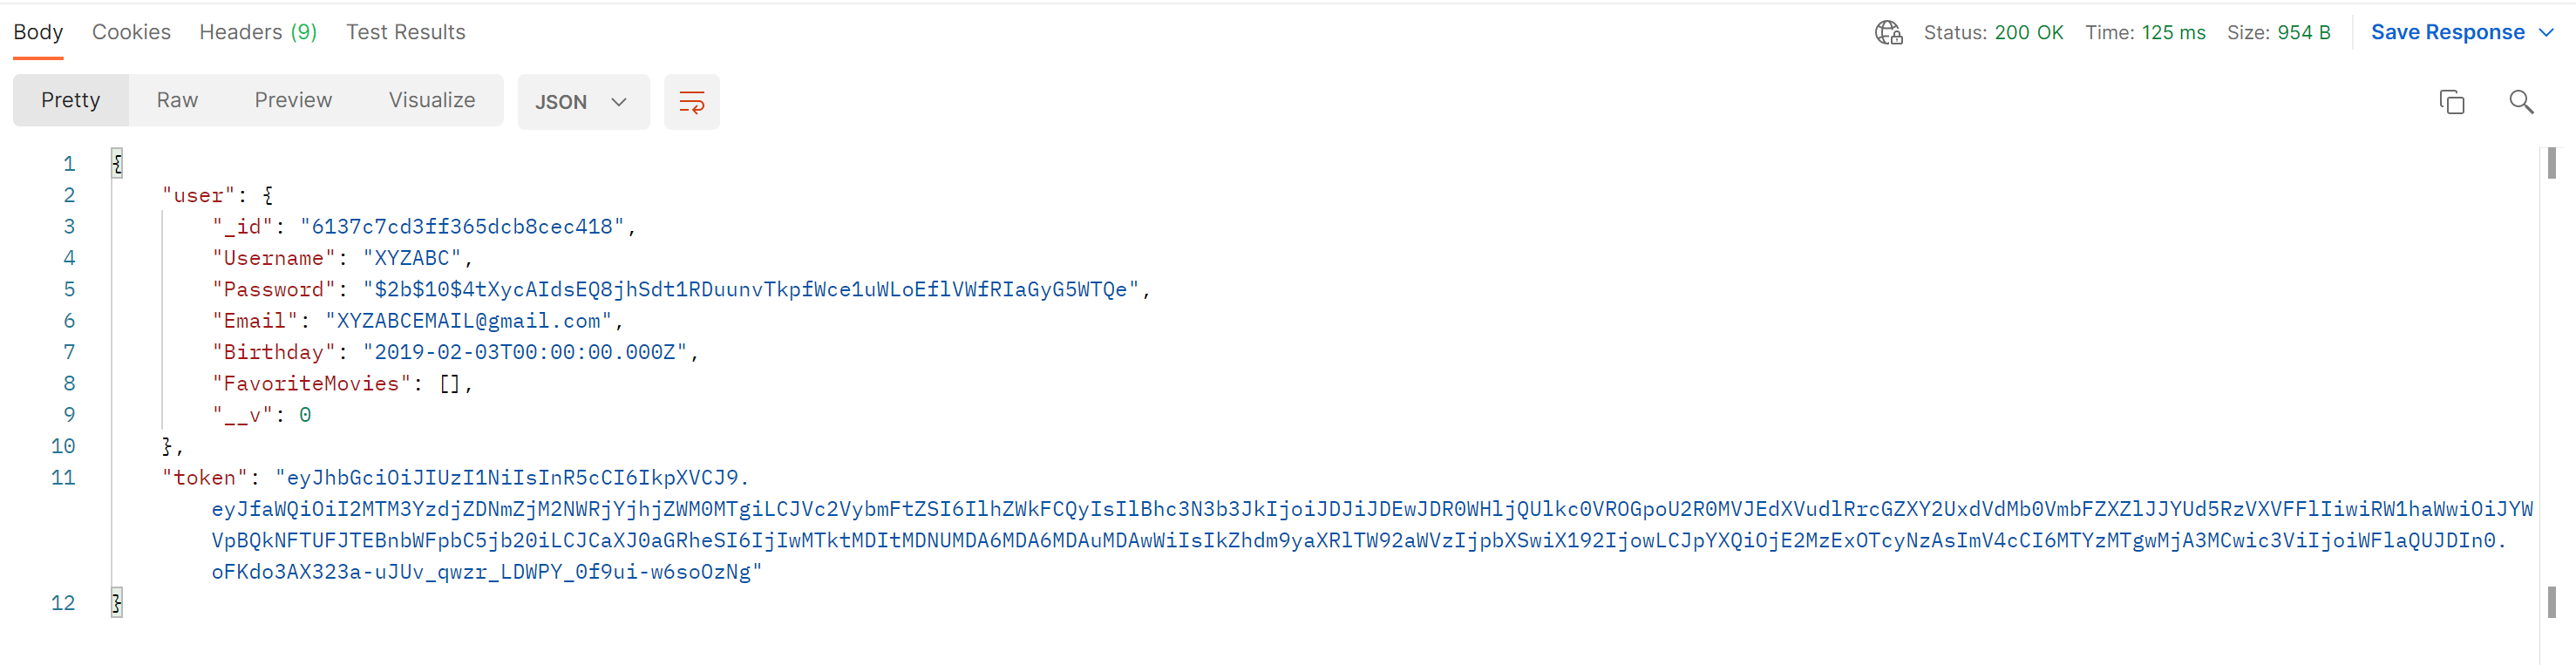 Body Cookies Headers (9) Test Results Status: 200 OK Time: 125 ms Size: 954 B Save Response
Pretty Raw Preview Visualize JSON
1 {
2 "user": {
3 "_id": "6137c7cd3ff365dcb8cec418",
4 "Username": "XYZABC",
5 "Password": "$2b$10$4tXycAIdsEQ8jhSdt1RDuunvTkpfWce1uWLoEflVWfRIaGyG5WTQe",
6 "Email": "XYZABCEMAIL@gmail.com",
7 "Birthday": "2019-02-03T00:00:00.000Z",
8 "FavoriteMovies": [],
9 "__v": 0
10 },
11 "token": "eyJhbGciOiJIUzI1NiIsInR5cCI6IkpXVCJ9.
eyJfaWQiOiI2MTM3YzdjZDNmZjM2NWRjYjhjZWM0MTgiLCJVc2VybmFtZSI6IlhZWkFCQyIsIlBhc3N3b3JkIjoiJDJiJDEwJDR0WHljQUlkc0VROGpoU2R0MVJEdXVudlRrcGZXY2UxdVdMb0VmbFZXZlJJYUd5RzVXVFFlIiwiRW1haWwiOiJYW
VpBQkNFTUFJTEBnbWFpbC5jb20iLCJCaXJ0aGRheSI6IjIwMTktMDItMDNUMDA6MDA6MDAuMDAwWiIsIkZhdm9yaXRlTW92aWVzIjpbXSwiX192IjowLCJpYXQiOjE2MzExOTcyNzAsImV4cCI6MTYzMTgwMjA3MCwic3ViIjoiWFlaQUJDIn0.
oFKdo3AX323a-uJUv_qwzr_LDWPY_0f9ui-w6soOzNg"
12 }